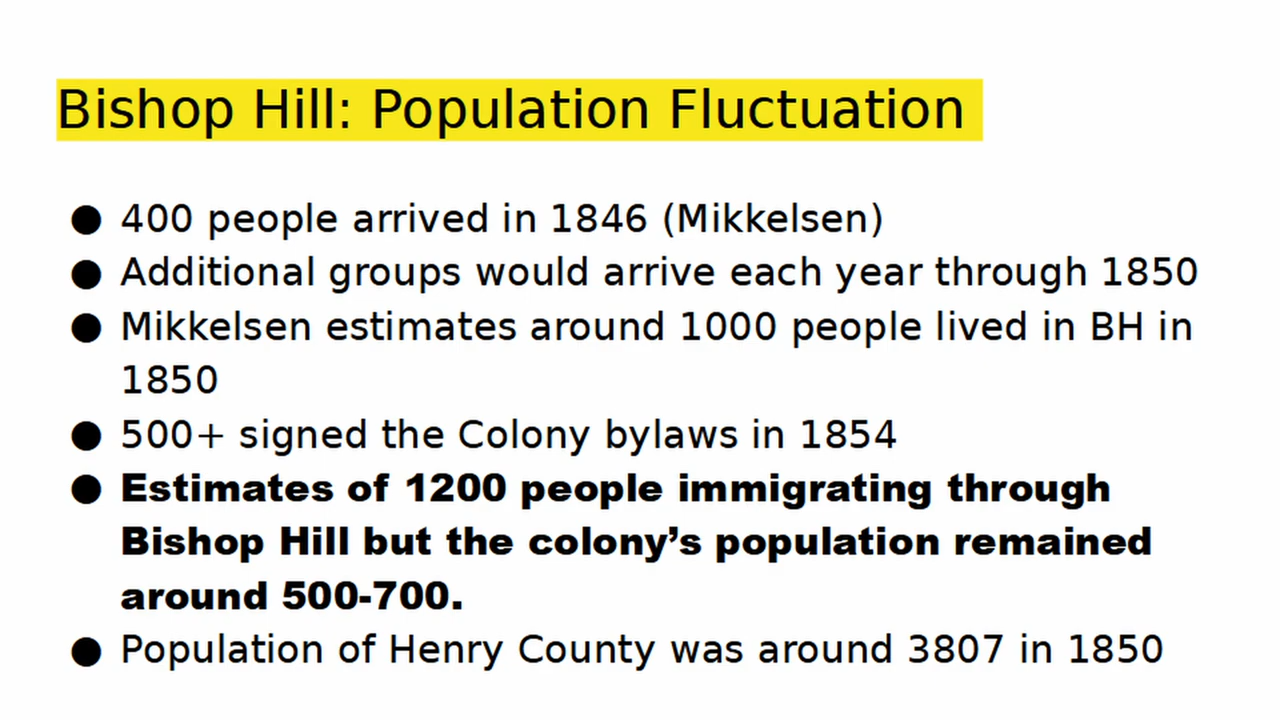 Bishop Hill: Population Fluctuation
● 400 people arrived in 1846 (Mikkelsen)
● Additional groups would arrive each year through 1850
● Mikkelsen estimates around 1000 people lived in BH in
1850
● 500+ signed the Colony bylaws in 1854
● Estimates of 1200 people immigrating through
Bishop Hill but the colony’s population remained
around 500-700.
● Population of Henry County was around 3807 in 1850